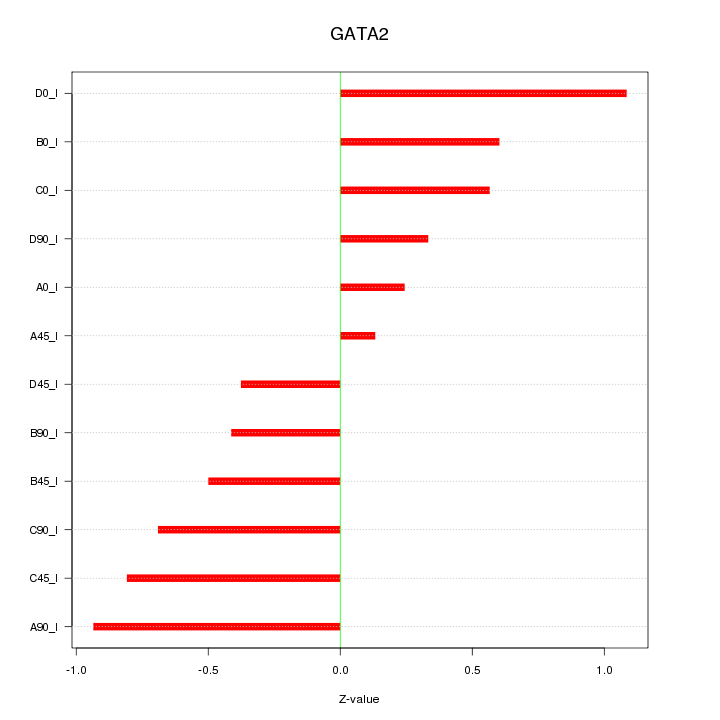 GATA2
D0_I
B0_I
C0_I
D90_I
A0_I
A45_I
D45_I
B90_I
B45_I
C90_I
C45_I
A90_I
-1.0 -0.5 0.0 0.5 1.0
Z-value